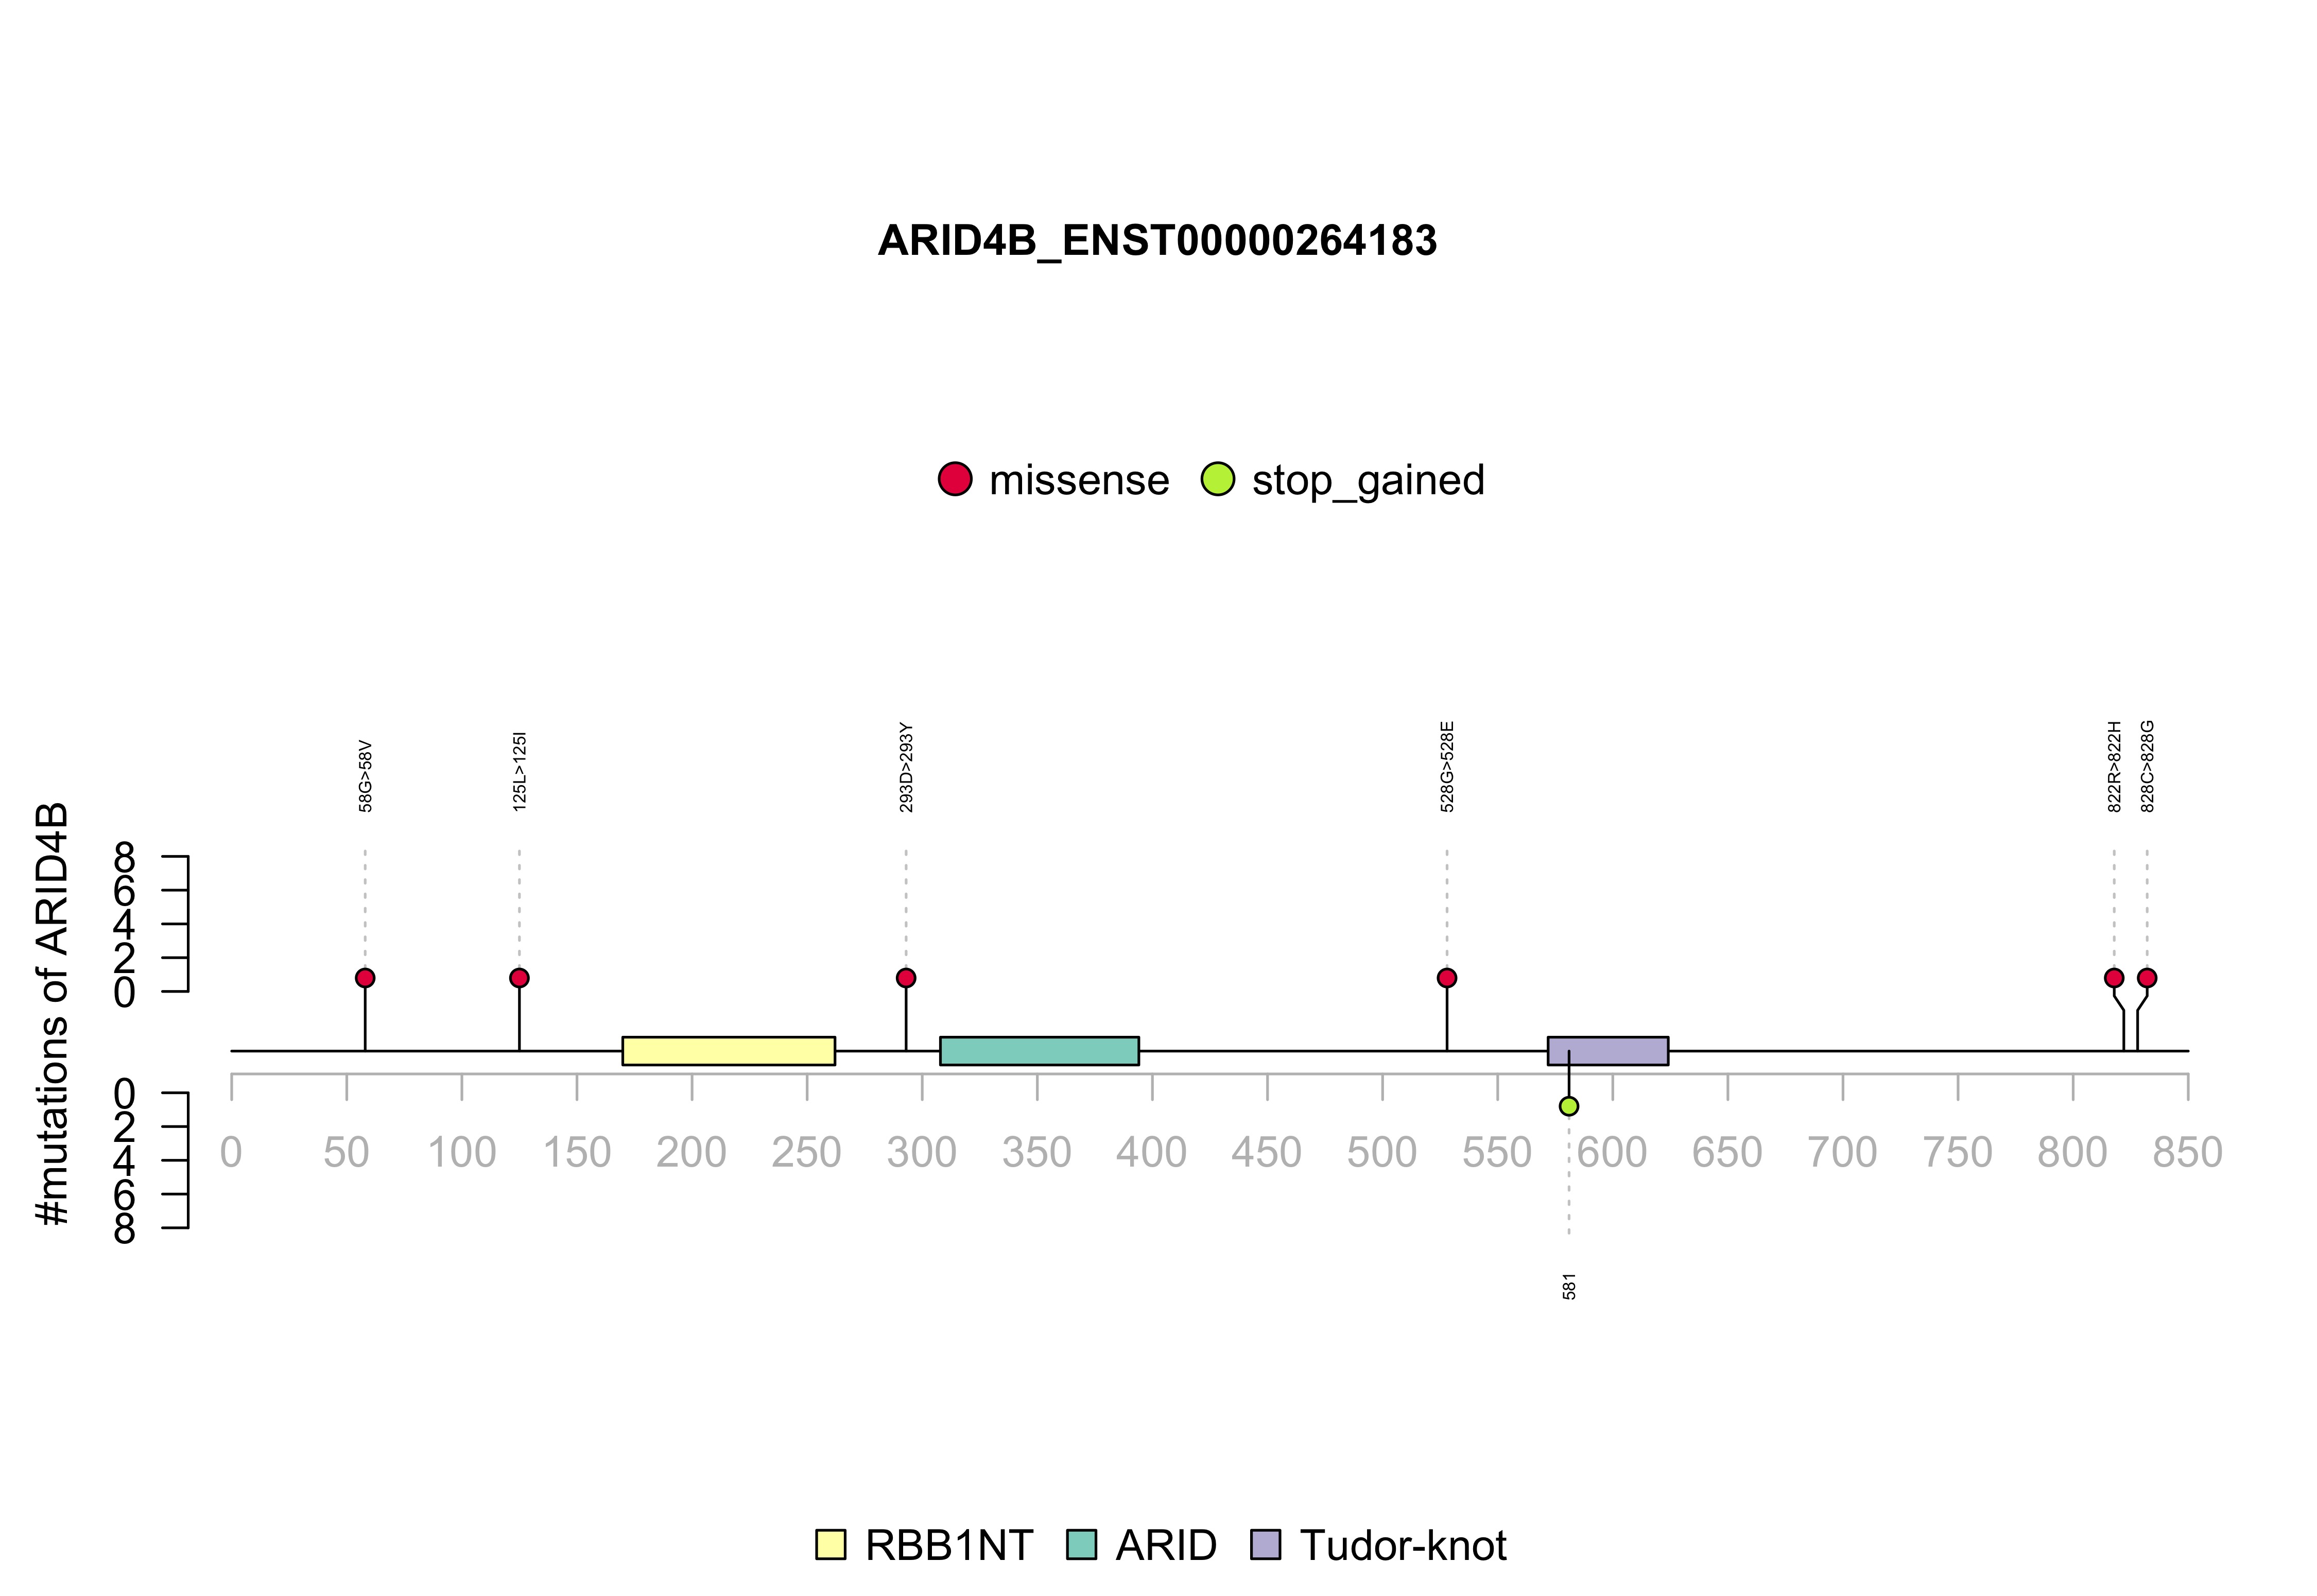 ARID4B_ENST00000264183
missense stop_gained
58G>58V 125L>125I 293D>293Y 528G>528E 822R>822H 828C>828G
#mutations of ARID4B
8
6
4
2
0
0
2
4
6
8
0 50 100 150 200 250 300 350 400 450 500 550 600 650 700 750 800 850
581
RBB1NT ARID Tudor-knot